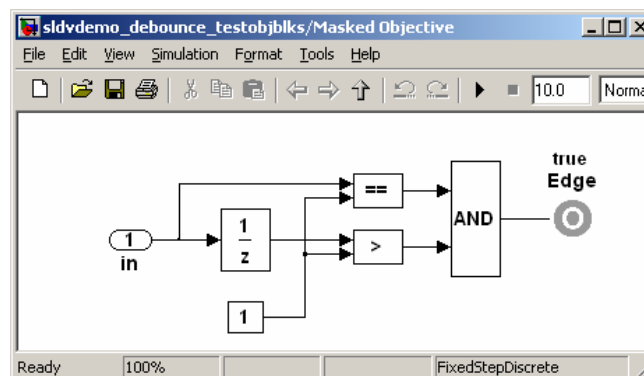 sldvdemo_debounce_testobjblks/Masked Objective
File Edit View Simulation Format Tools Help
10.0 Norma
true
Edge
==
AND
1
in
1
z
>
1
Ready 100% FixedStepDiscrete